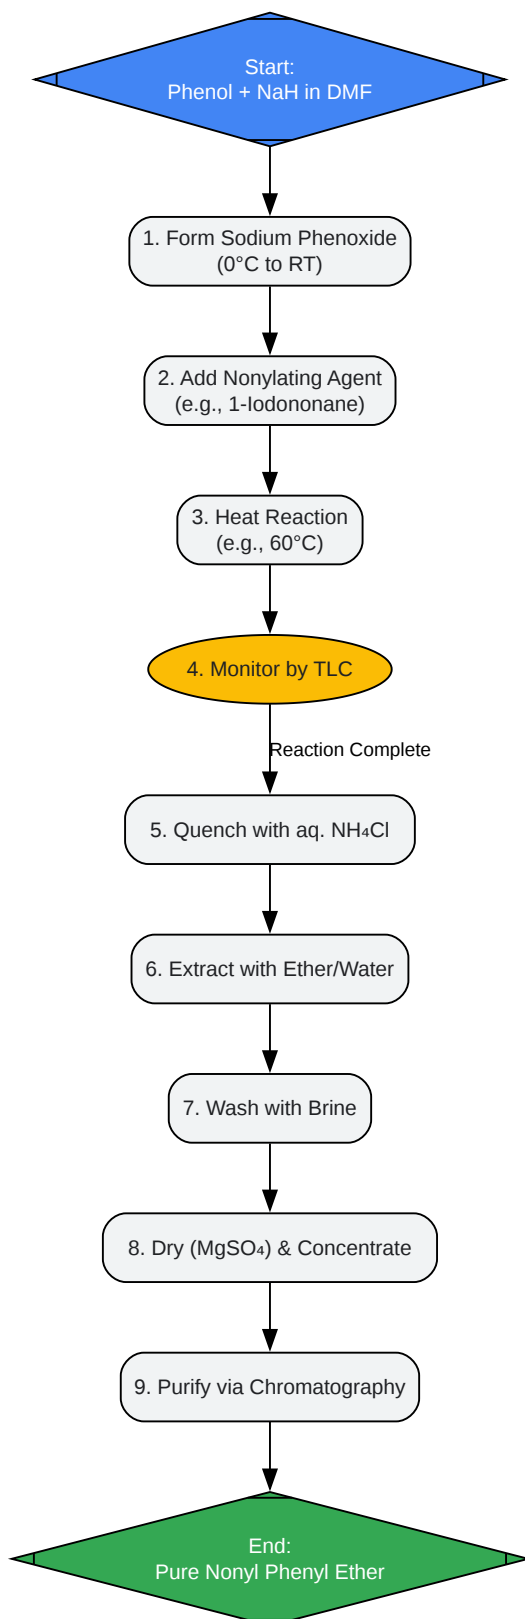 Start:
Phenol + NaH in DMF
1. Form Sodium Phenoxide
(0°C to RT)
2. Add Nonylating Agent
(e.g., 1-Iodononane)
3. Heat Reaction
(e.g., 60°C)
4. Monitor by TLC
Reaction Complete
5. Quench with aq. NH₄Cl
6. Extract with Ether/Water
7. Wash with Brine
8. Dry (MgSO₄) & Concentrate
9. Purify via Chromatography
End:
Pure Nonyl Phenyl Ether